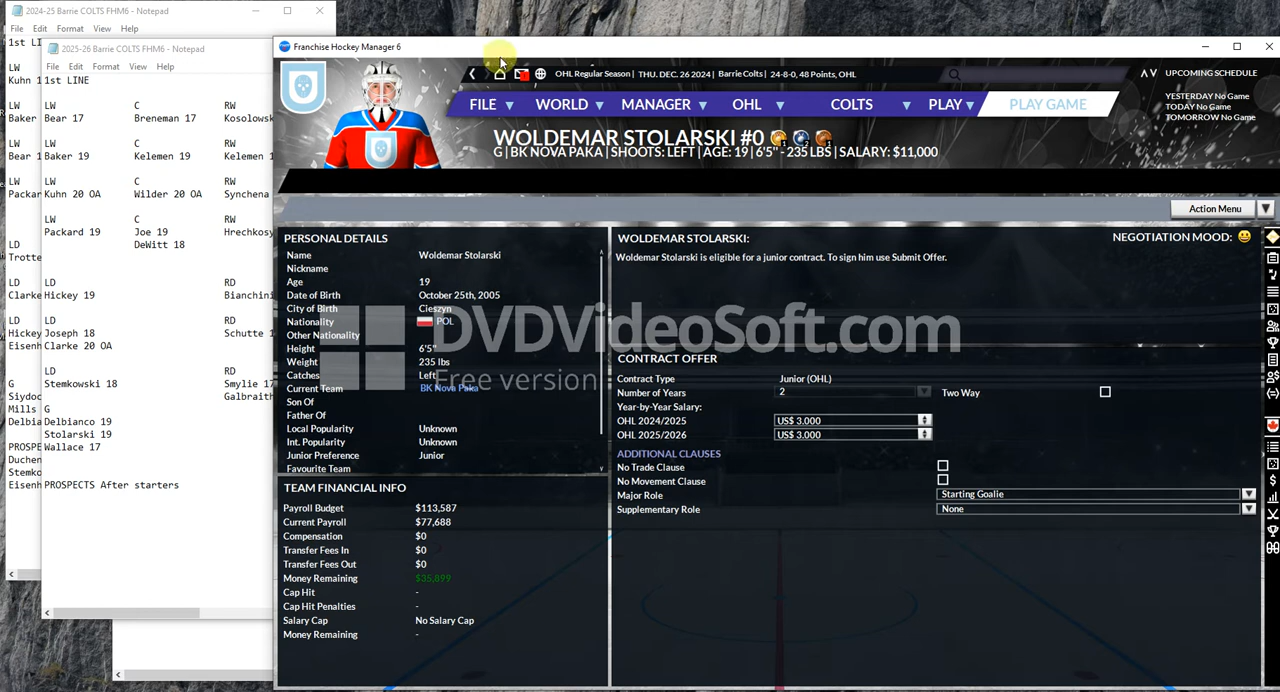 2024-25 Barrie COLTS FHM6 - Notepad
File Edit Format View Help
1st LI
LW
Kuhn 1
LW
Baker
LW
Bear 1
LW
Packar
LD
Trotte
LD
Clarke
LD
Hickey
Eisenh
G
Siydoc
Mills
Delbia
PROSPE
Duchen
Stemko
Eisenh
2025-26 Barrie COLTS FHM6 - Notepad
File Edit Format View Help
1st LINE
LW C RW
Bear 17 Breneman 17 Kosolowsk
LW C RW
Baker 19 Kelemen 19 Kelemen 1
LW C RW
Kuhn 20 OA Wilder 20 OA Synchena
LW C RW
Packard 19 Joe 19 Hrechkosy
DeWitt 18
LD RD
Hickey 19 Bianchini
LD RD
Joseph 18 Schutte 1
Clarke 20 OA
LD RD
Stemkowski 18 Smylie 17
Galbraith
G
Delbianco 19
Stolarski 19
Wallace 17
PROSPECTS After starters
Franchise Hockey Manager 6
OHL Regular Season | THU. DEC. 26 2024 | Barrie Colts | 24-8-0, 48 Points, OHL
UPCOMING SCHEDULE
YESTERDAY No Game
TODAY No Game
TOMORROW No Game
FILE WORLD MANAGER OHL COLTS PLAY PLAY GAME
WOLDEMAR STOLARSKI #0
G | BK NOVA PAKA | SHOOTS: LEFT | AGE: 19 | 6'5" - 235 LBS | SALARY: $11,000
Action Menu
PERSONAL DETAILS
Name Woldemar Stolarski
Nickname
Age 19
Date of Birth October 25th, 2005
City of Birth Cieszyn
Nationality POL
Other Nationality
Height 6'5"
Weight 235 lbs
Catches Left
Current Team BK Nova Paka
Son Of
Father Of
Local Popularity Unknown
Int. Popularity Unknown
Junior Preference Junior
Favourite Team
TEAM FINANCIAL INFO
Payroll Budget $113,587
Current Payroll $77,688
Compensation $0
Transfer Fees In $0
Transfer Fees Out $0
Money Remaining $35,899
Cap Hit -
Cap Hit Penalties -
Salary Cap No Salary Cap
Money Remaining -
WOLDEMAR STOLARSKI:
NEGOTIATION MOOD:
Woldemar Stolarski is eligible for a junior contract. To sign him use Submit Offer.
CONTRACT OFFER
Contract Type Junior (OHL)
Number of Years 2 Two Way
Year-by-Year Salary:
OHL 2024/2025 US$ 3.000
OHL 2025/2026 US$ 3.000
ADDITIONAL CLAUSES
No Trade Clause
No Movement Clause
Major Role Starting Goalie
Supplementary Role None
DVDVideoSoft.com
Free version